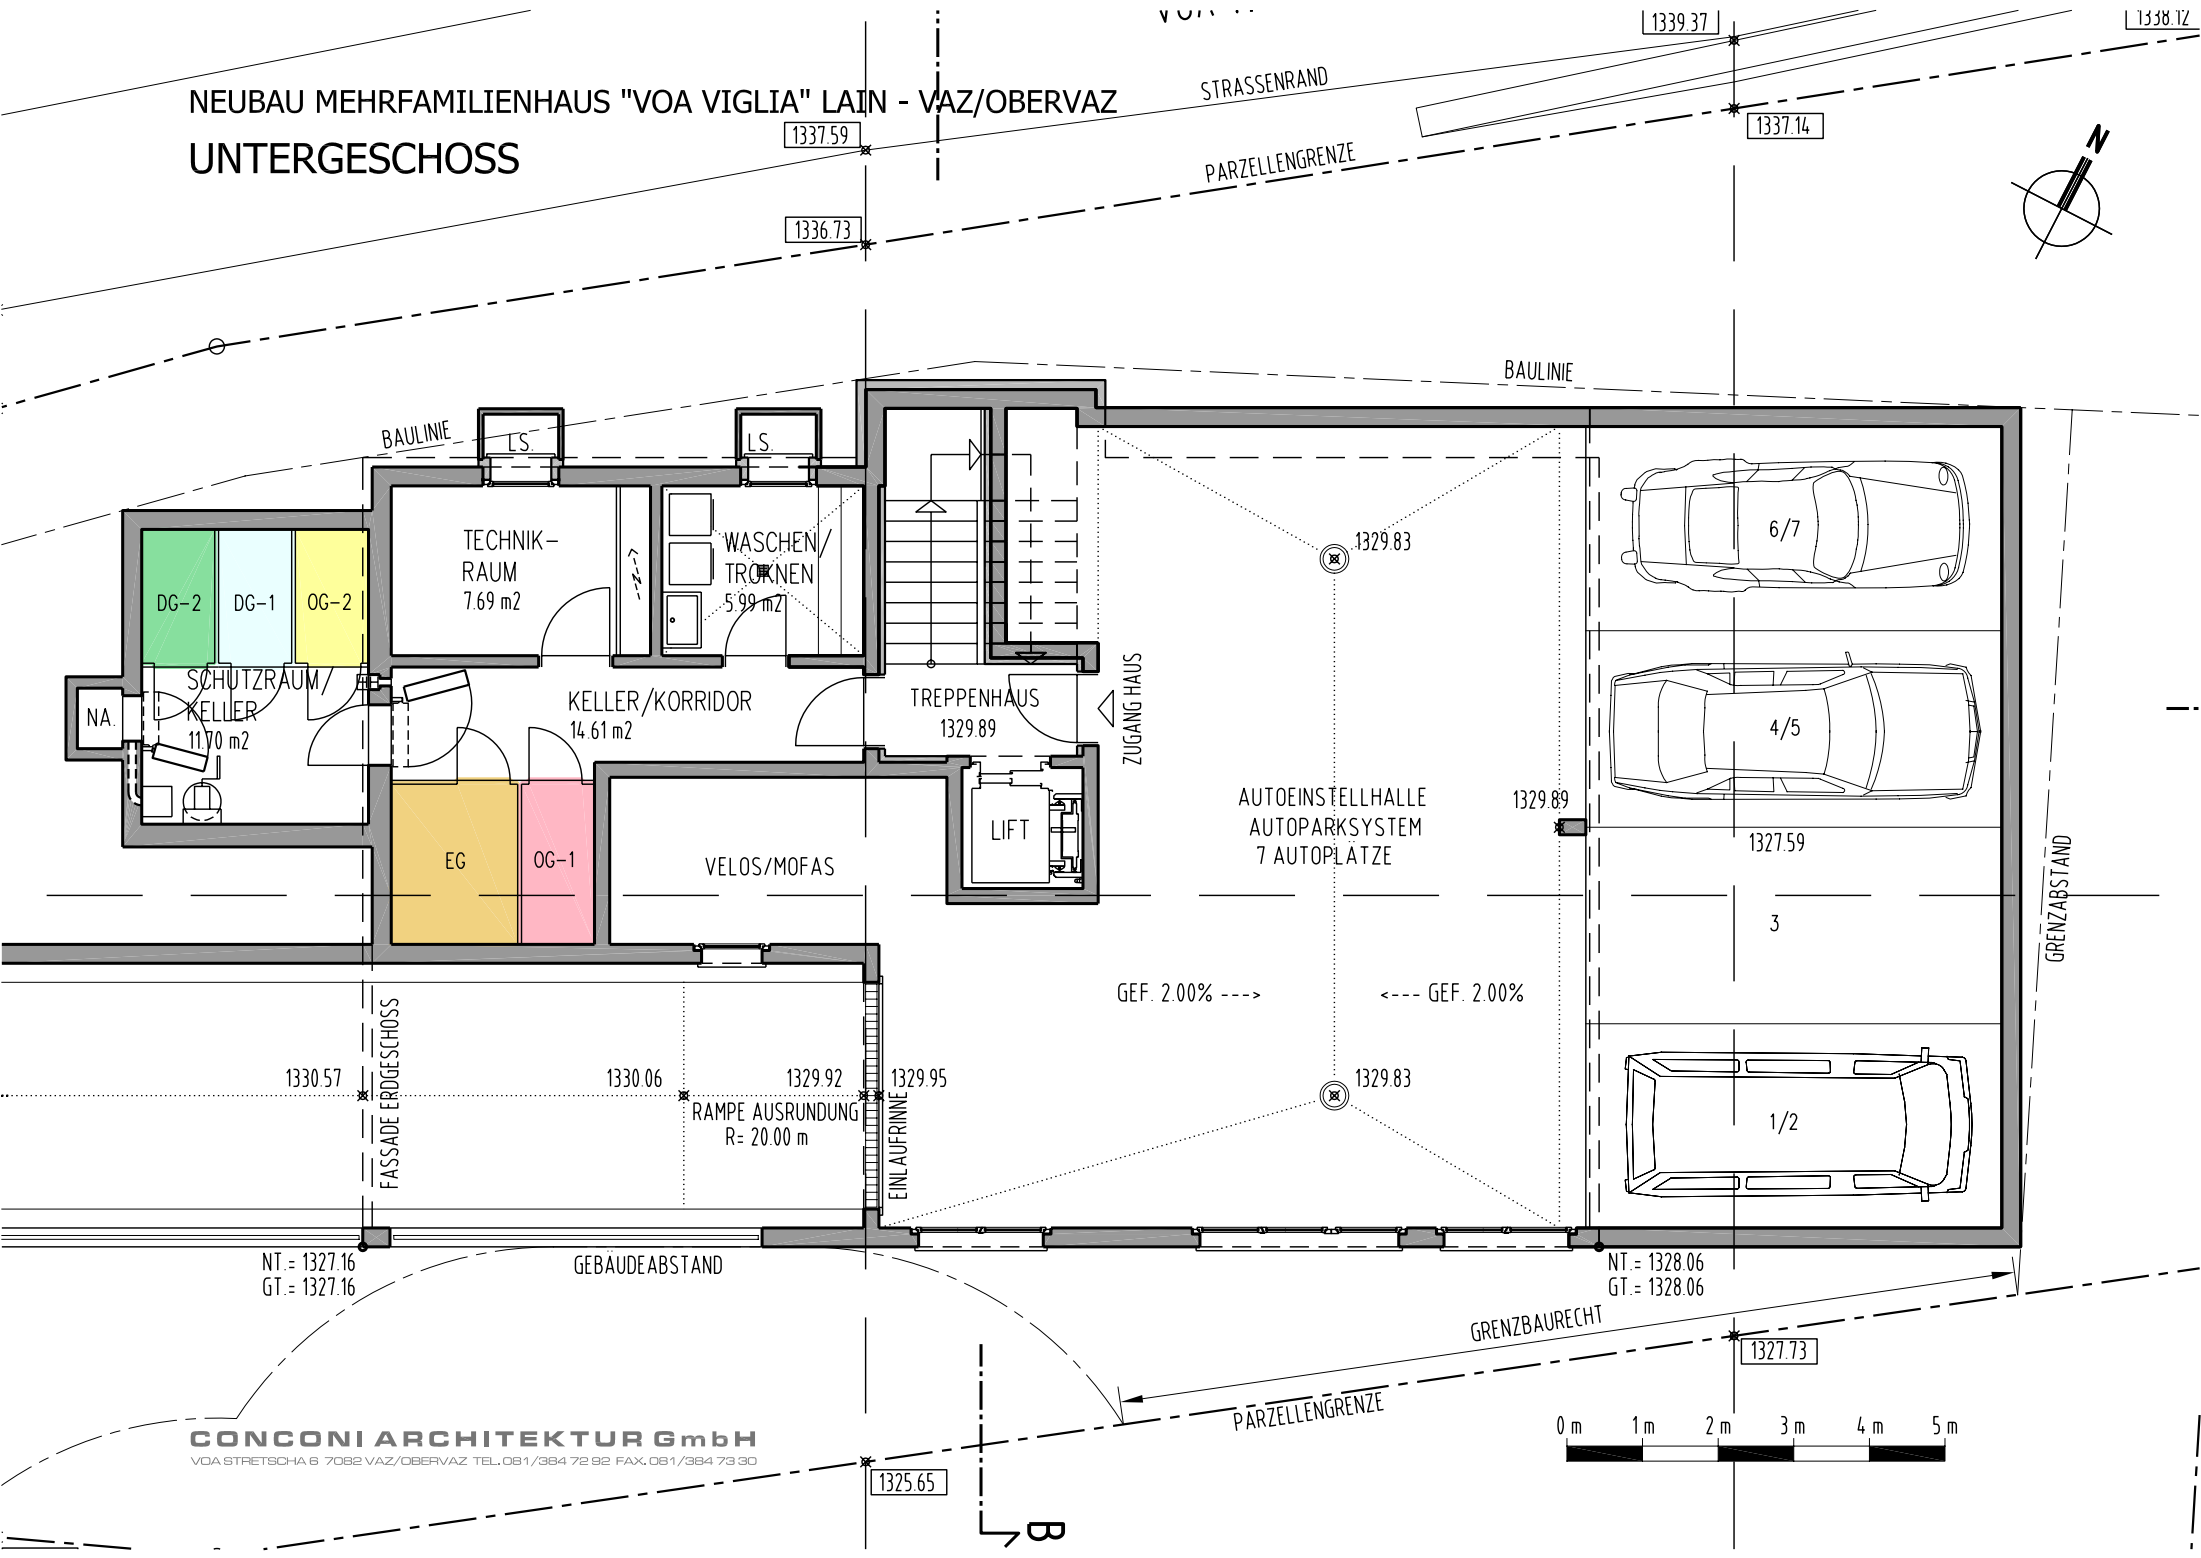 1339.37
1338.12
STRASSENRAND
NEUBAU MEHRFAMILIENHAUS "VOA VIGLIA" LAIN - VAZ/OBERVAZ
UNTERGESCHOSS
1337.59
1337.14
PARZELLENGRENZE
N
1336.73
BAULINIE
BAULINIE
LS.
LS.
TECHNIK-
RAUM
7.69 m2
WASCHEN/
TROKNEN
5.99 m2
1329.83
6/7
DG-2
DG-1
OG-2
SCHUTZRAUM/
KELLER
11.70 m2
NA.
KELLER/KORRIDOR
14.61 m2
TREPPENHAUS
1329.89
ZUGANG HAUS
4/5
AUTOEINSTELLHALLE
AUTOPARKSYSTEM
7 AUTOPLÄTZE
1329.89
1327.59
LIFT
EG
OG-1
VELOS/MOFAS
GRENZABSTAND
3
GEF. 2.00% --->
<--- GEF. 2.00%
FASSADE ERDGESCHOSS
1330.57
1330.06
1329.92
1329.95
1329.83
RAMPE AUSRUNDUNG
R= 20.00 m
EINLAUFRINNE
1/2
NT.= 1327.16
GT.= 1327.16
GEBÄUDEABSTAND
NT.= 1328.06
GT.= 1328.06
GRENZBAURECHT
1327.73
PARZELLENGRENZE
0 m 1 m 2 m 3 m 4 m 5 m
CONCONI ARCHITEKTUR GmbH
VOA STRETSCHA 6 7082 VAZ/OBERVAZ TEL. 081/384 72 92 FAX. 081/384 73 30
1325.65
B